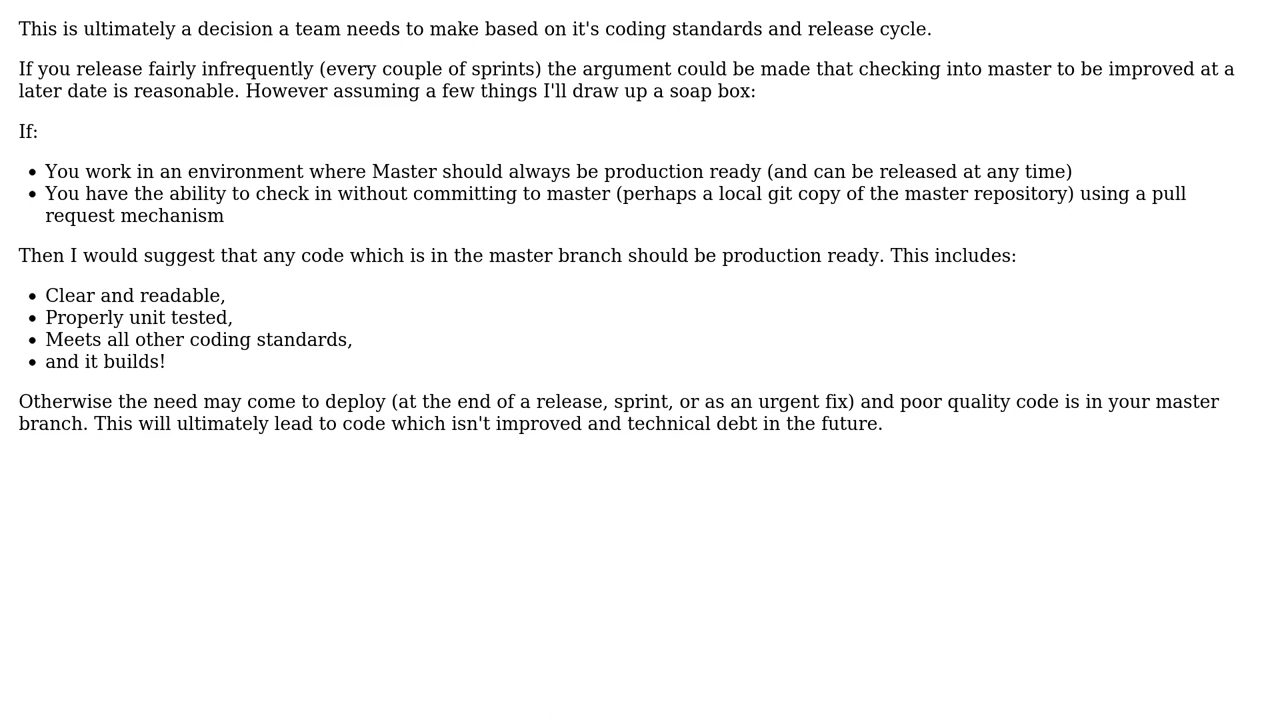 This is ultimately a decision a team needs to make based on it's coding standards and release cycle.
If you release fairly infrequently (every couple of sprints) the argument could be made that checking into master to be improved at a
later date is reasonable. However assuming a few things I'll draw up a soap box:
If:
• You work in an environment where Master should always be production ready (and can be released at any time)
• You have the ability to check in without committing to master (perhaps a local git copy of the master repository) using a pull
request mechanism
Then I would suggest that any code which is in the master branch should be production ready. This includes:
• Clear and readable,
• Properly unit tested,
• Meets all other coding standards,
• and it builds!
Otherwise the need may come to deploy (at the end of a release, sprint, or as an urgent fix) and poor quality code is in your master
branch. This will ultimately lead to code which isn't improved and technical debt in the future.